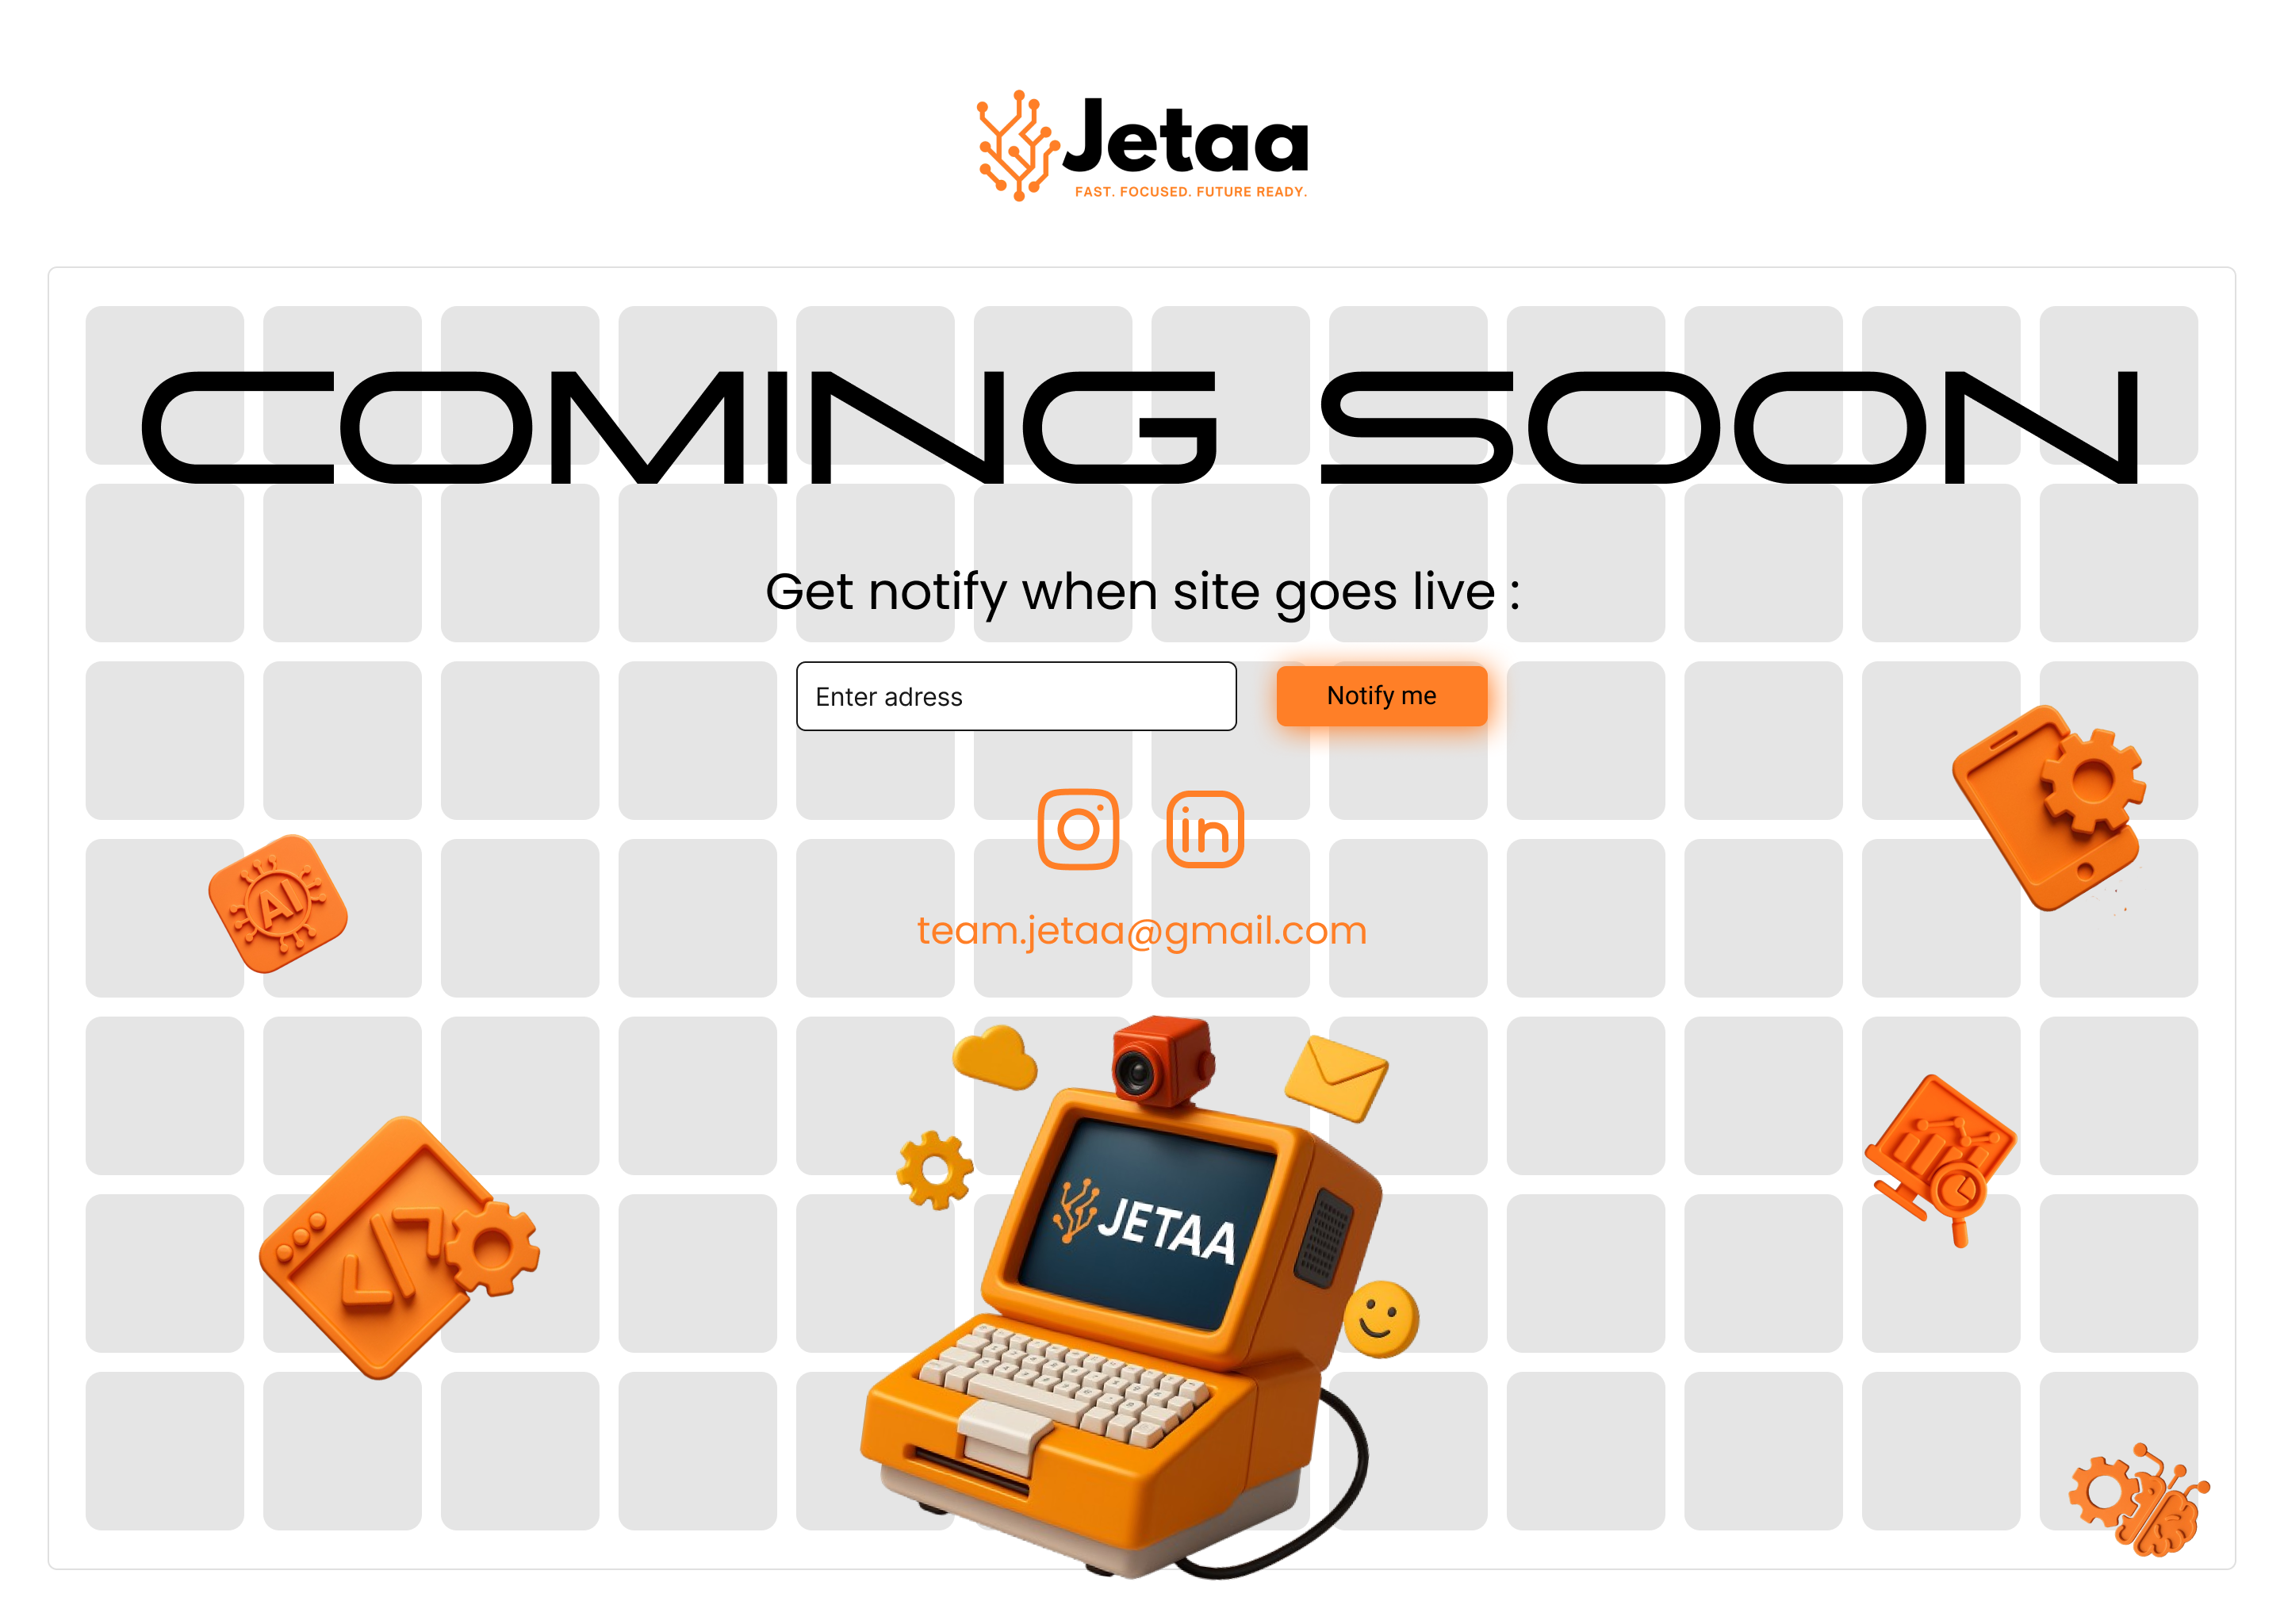 Jetaa
FAST. FOCUSED. FUTURE READY.
COMING SOON
Get notify when site goes live :
Enter adress
Notify me
in
AI
team.jetaa@gmail.com
JETAA
<//>